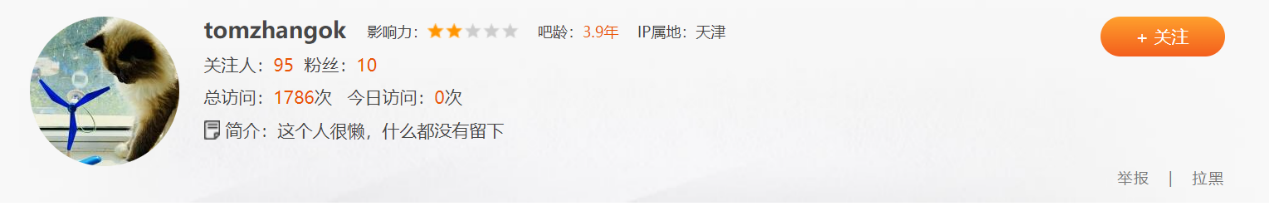 tomzhangok 影响力： 吧龄：3.9年 IP属地：天津
+ 关注
关注人：95 粉丝：10
总访问：1786次 今日访问：0次
简介：这个人很懒，什么都没有留下
举报 | 拉黑